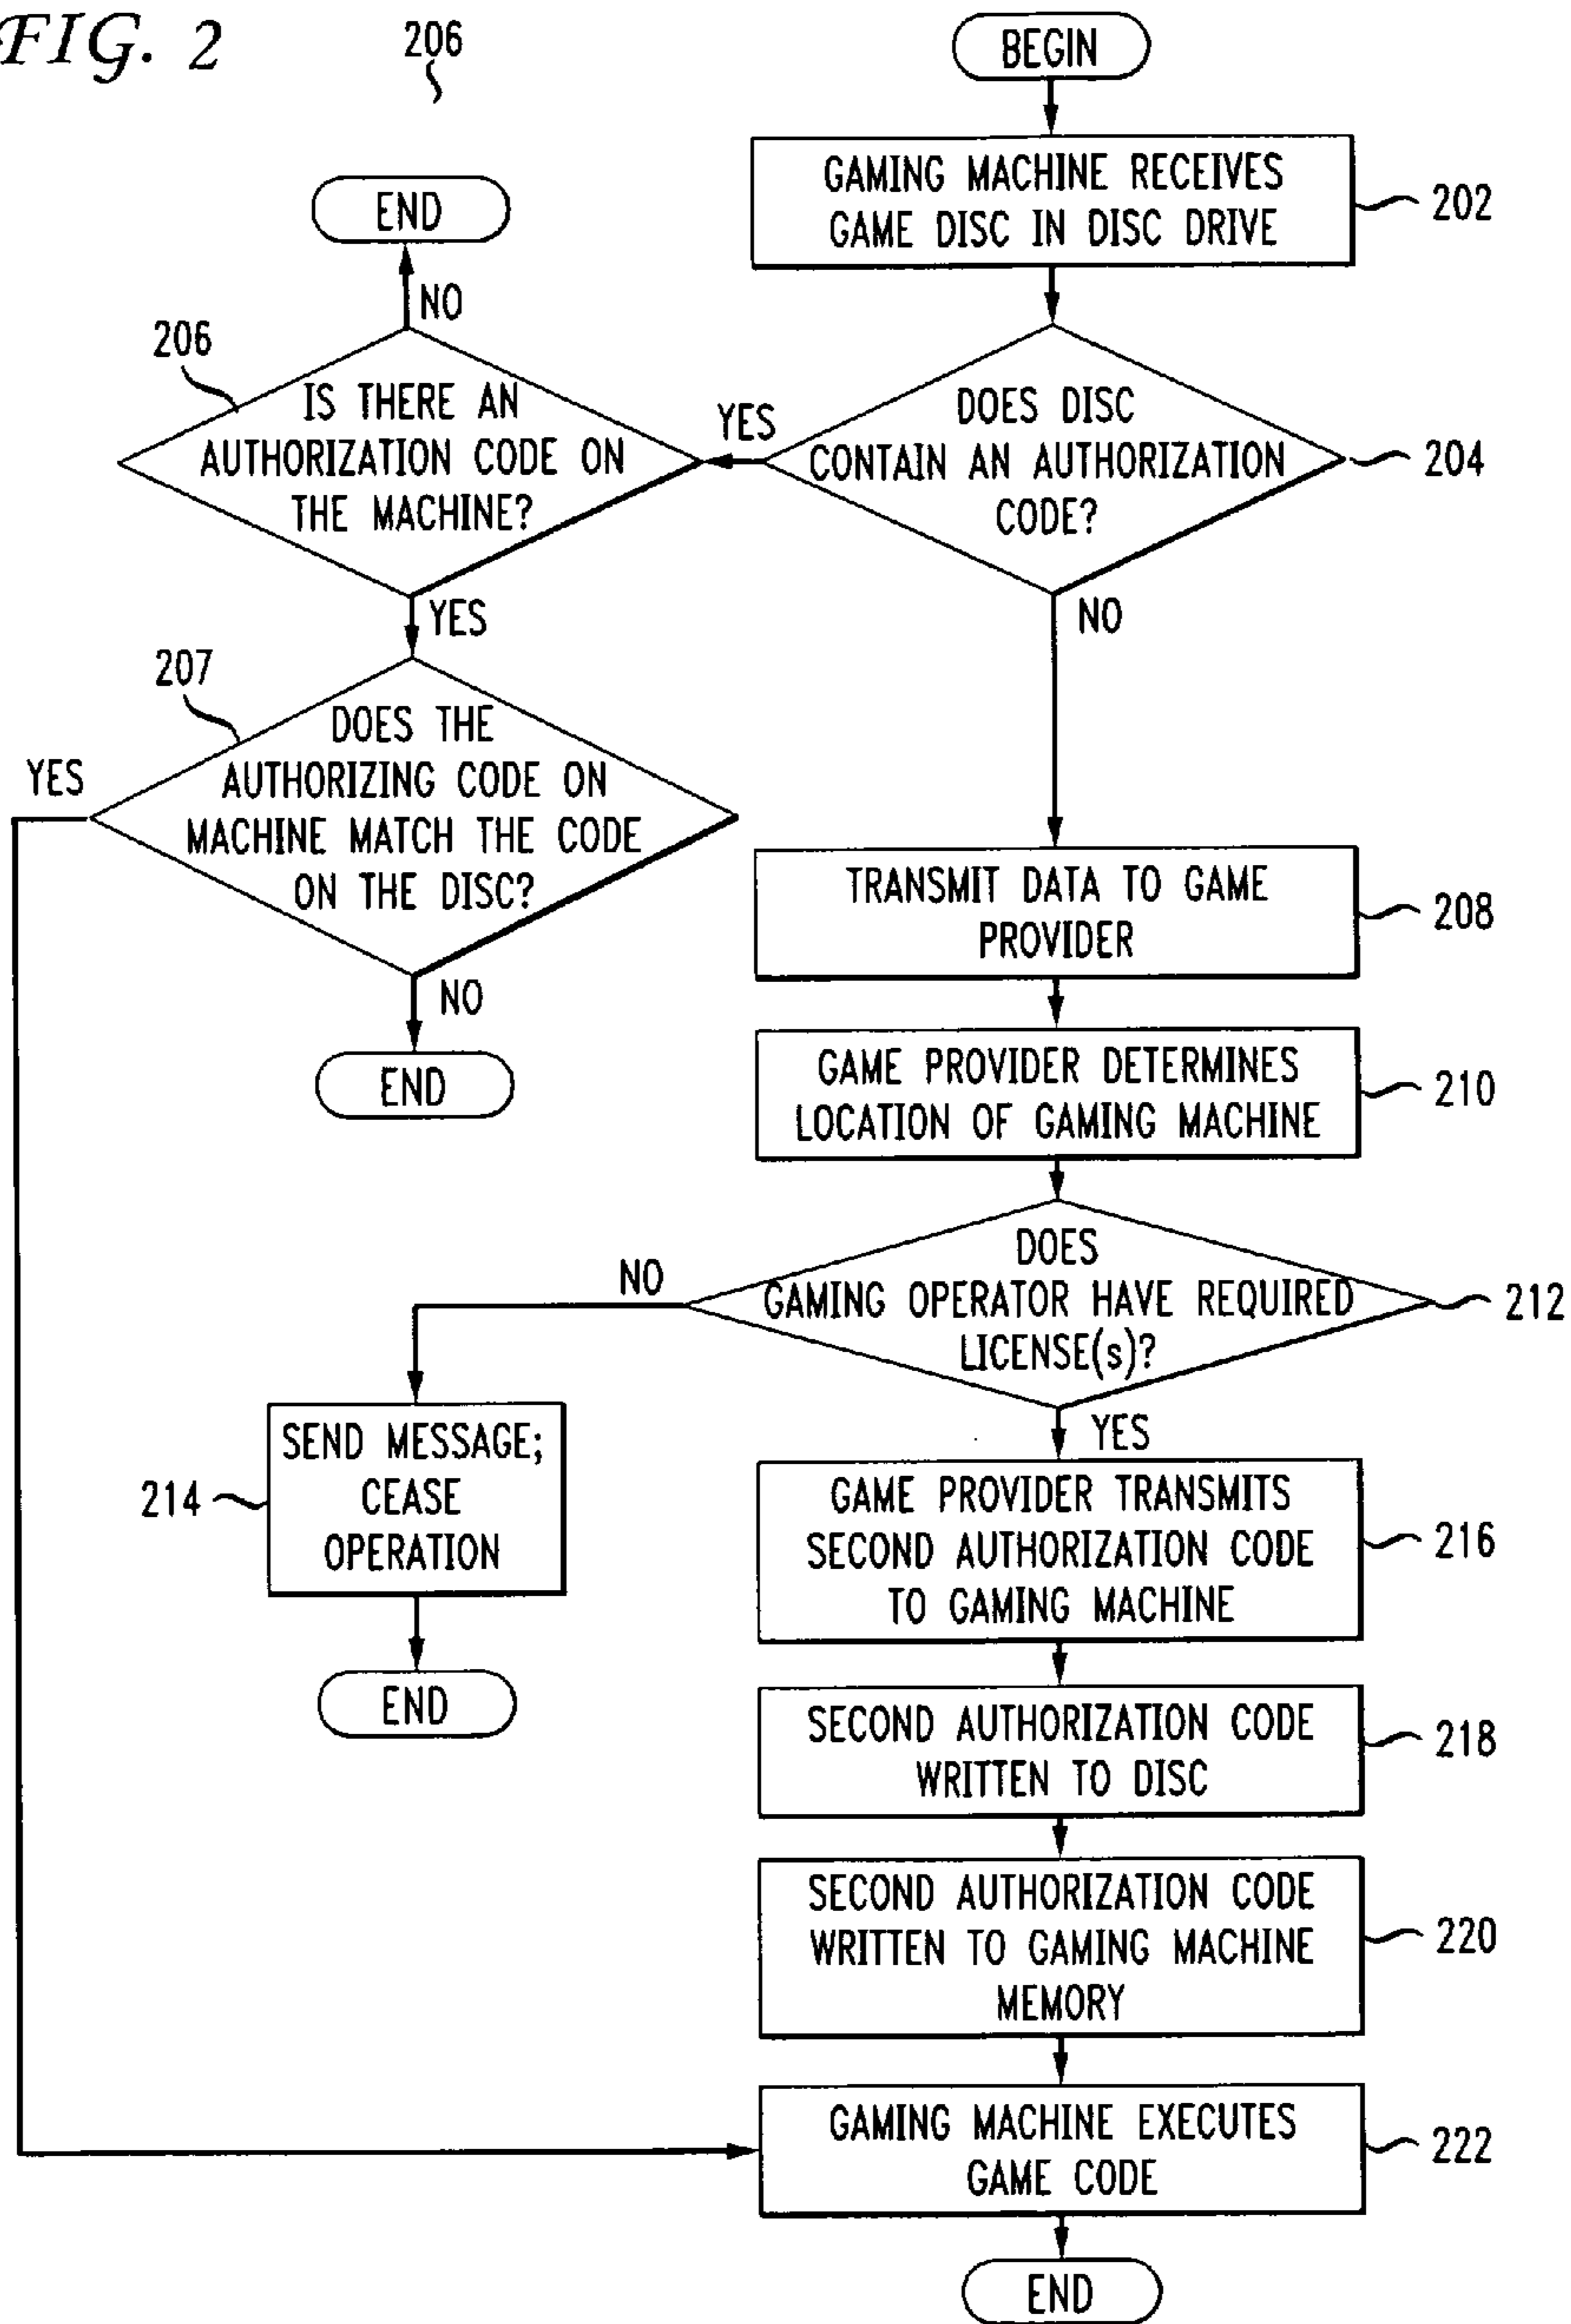 FIG. 2
206
BEGIN
GAMING MACHINE RECEIVES
GAME DISC IN DISC DRIVE
202
END
NO
206
IS THERE AN
AUTHORIZATION CODE ON
THE MACHINE?
YES
DOES DISC
CONTAIN AN AUTHORIZATION
CODE?
204
YES
NO
207
DOES THE
AUTHORIZING CODE ON
MACHINE MATCH THE CODE
ON THE DISC?
YES
NO
END
TRANSMIT DATA TO GAME
PROVIDER
208
GAME PROVIDER DETERMINES
LOCATION OF GAMING MACHINE
210
DOES
GAMING OPERATOR HAVE REQUIRED
LICENSE(s)?
212
NO
YES
SEND MESSAGE;
CEASE
OPERATION
214
END
GAME PROVIDER TRANSMITS
SECOND AUTHORIZATION CODE
TO GAMING MACHINE
216
SECOND AUTHORIZATION CODE
WRITTEN TO DISC
218
SECOND AUTHORIZATION CODE
WRITTEN TO GAMING MACHINE
MEMORY
220
GAMING MACHINE EXECUTES
GAME CODE
222
END